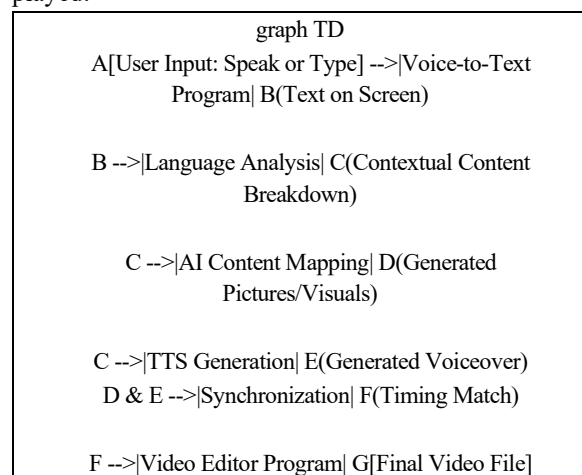 played.
graph TD
A[User Input: Speak or Type] -->|Voice-to-Text
Program| B(Text on Screen)
B -->|Language Analysis| C(Contextual Content
Breakdown)
C -->|AI Content Mapping| D(Generated
Pictures/Visuals)
C -->|TTS Generation| E(Generated Voiceover)
D & E -->|Synchronization| F(Timing Match)
F -->|Video Editor Program| G[Final Video File]